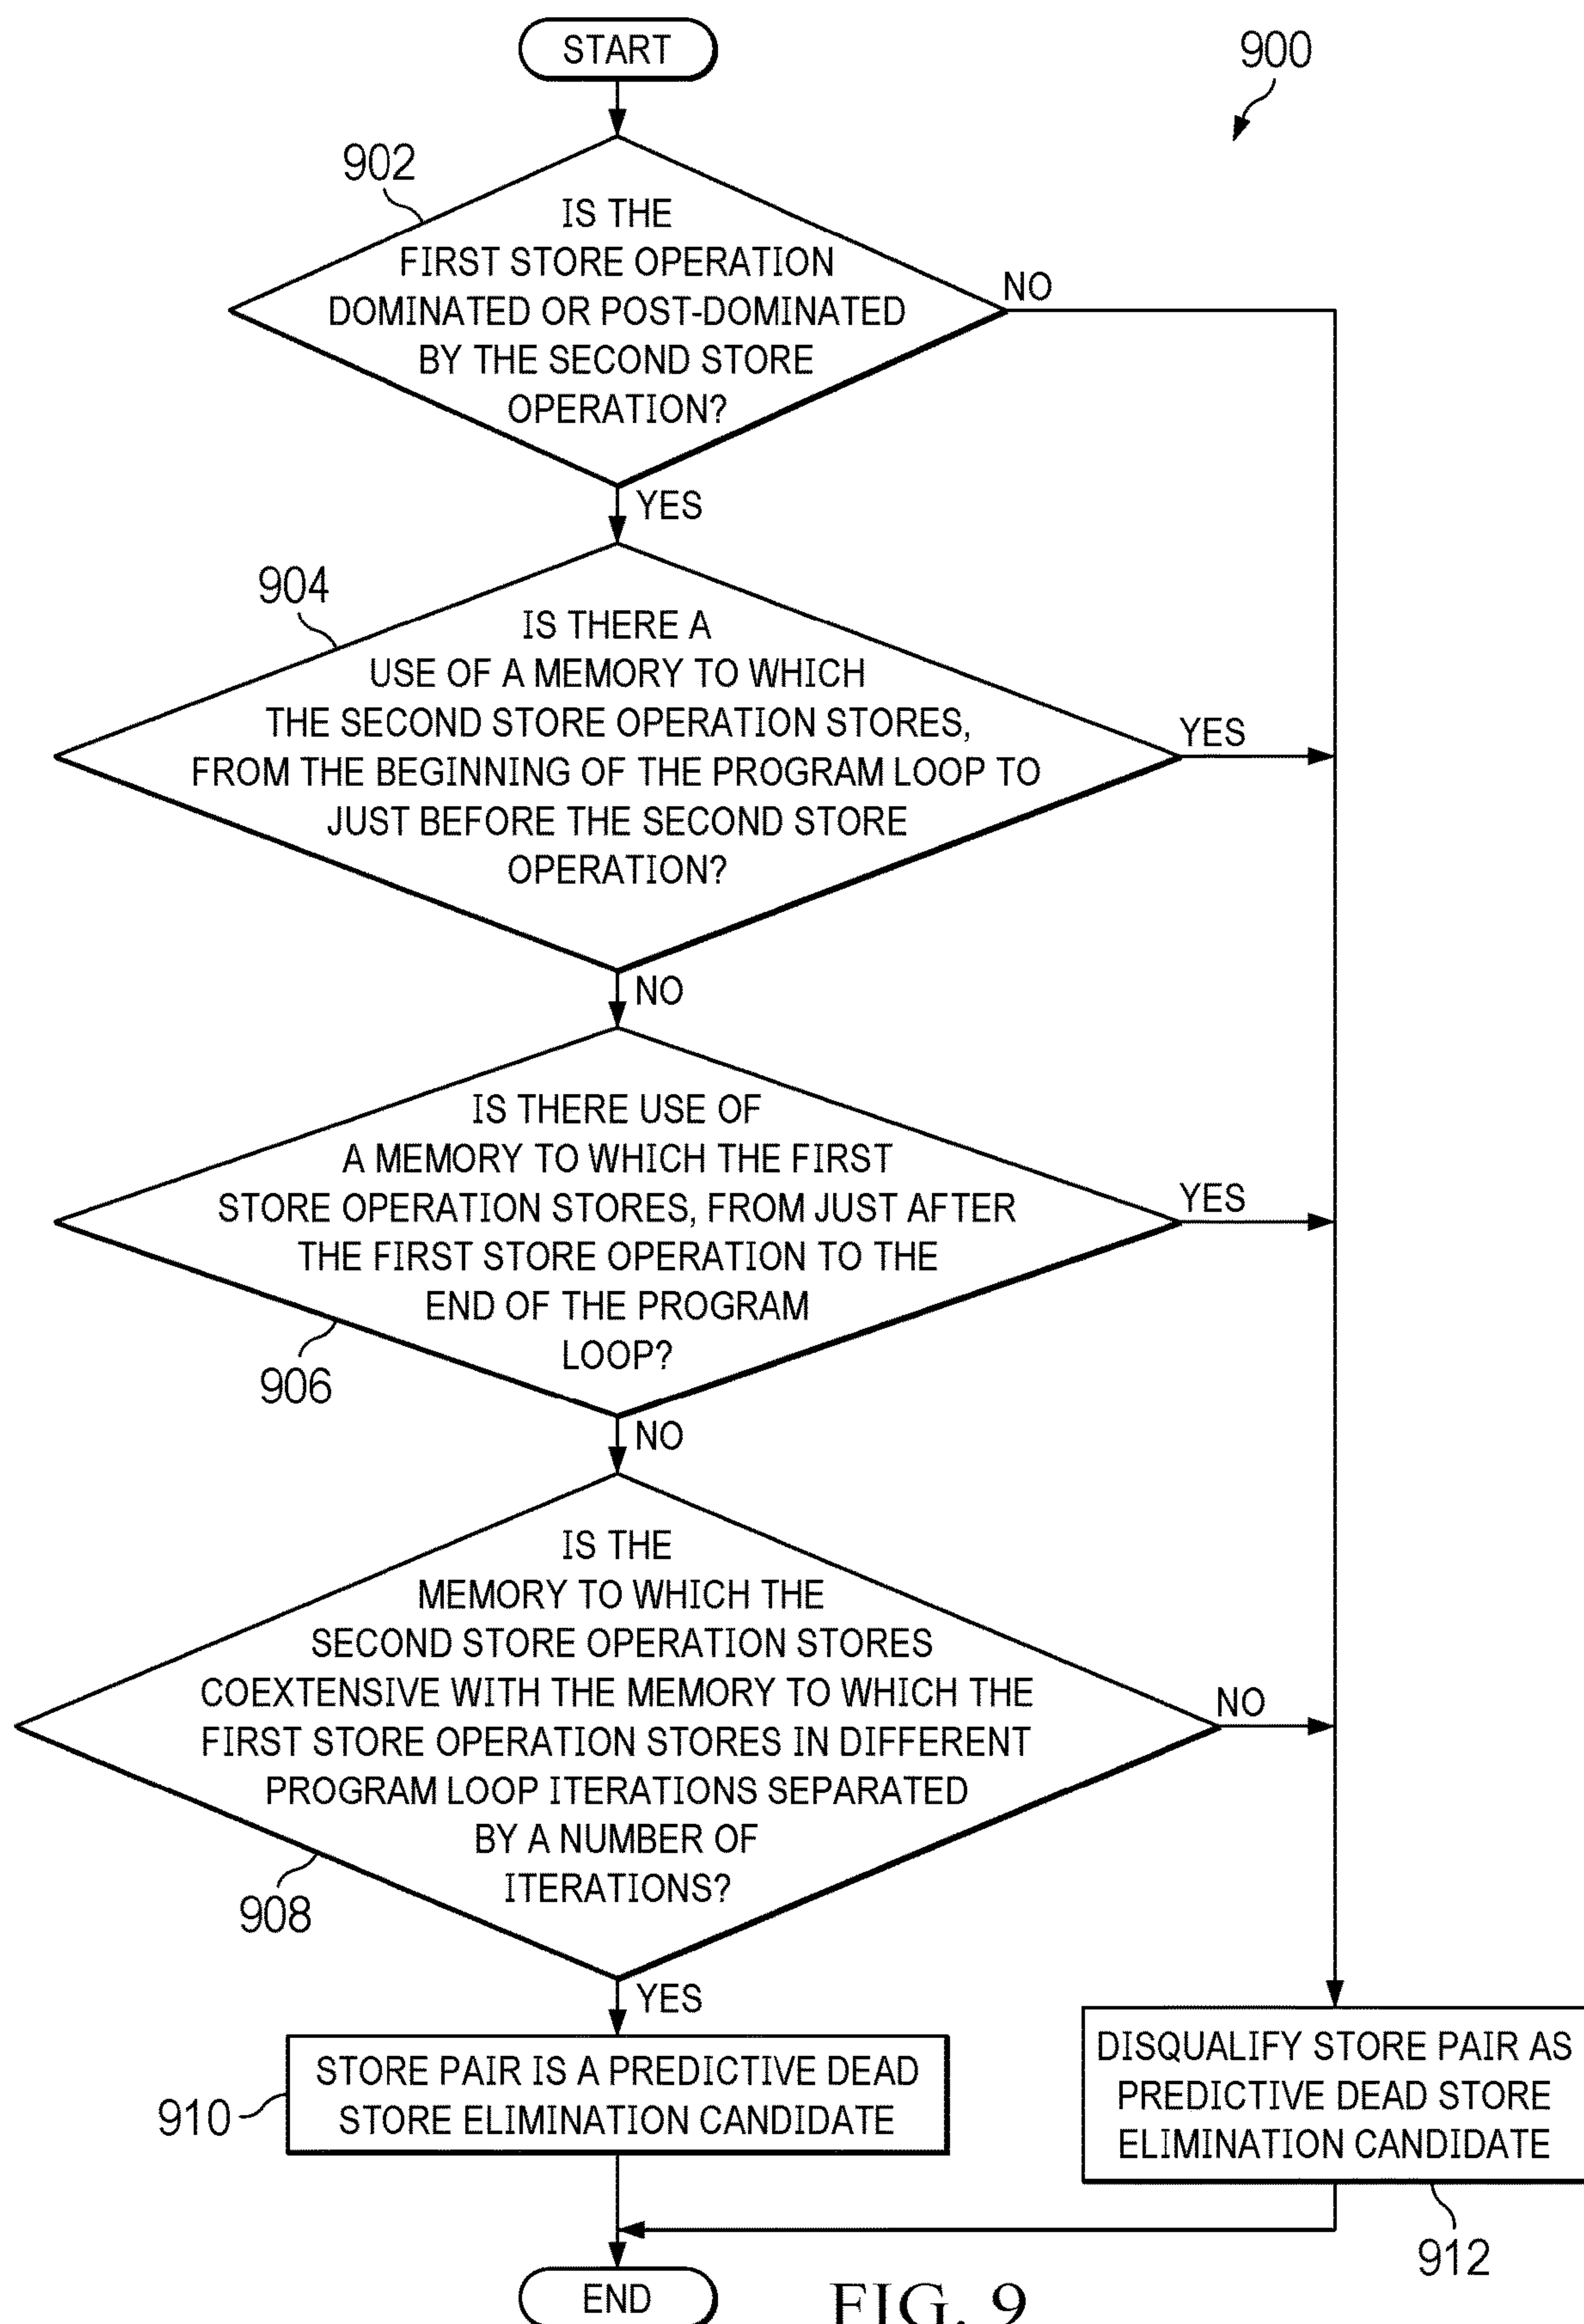 START
900
902
IS THE
FIRST STORE OPERATION
DOMINATED OR POST-DOMINATED
BY THE SECOND STORE
OPERATION?
NO
YES
904
IS THERE A
USE OF A MEMORY TO WHICH
THE SECOND STORE OPERATION STORES,
FROM THE BEGINNING OF THE PROGRAM LOOP TO
JUST BEFORE THE SECOND STORE
OPERATION?
YES
NO
IS THERE USE OF
A MEMORY TO WHICH THE FIRST
STORE OPERATION STORES, FROM JUST AFTER
THE FIRST STORE OPERATION TO THE
END OF THE PROGRAM
LOOP?
YES
906
NO
IS THE
MEMORY TO WHICH THE
SECOND STORE OPERATION STORES
COEXTENSIVE WITH THE MEMORY TO WHICH THE
FIRST STORE OPERATION STORES IN DIFFERENT
PROGRAM LOOP ITERATIONS SEPARATED
BY A NUMBER OF
ITERATIONS?
NO
908
YES
STORE PAIR IS A PREDICTIVE DEAD
STORE ELIMINATION CANDIDATE
910
DISQUALIFY STORE PAIR AS
PREDICTIVE DEAD STORE
ELIMINATION CANDIDATE
912
END
FIG. 9